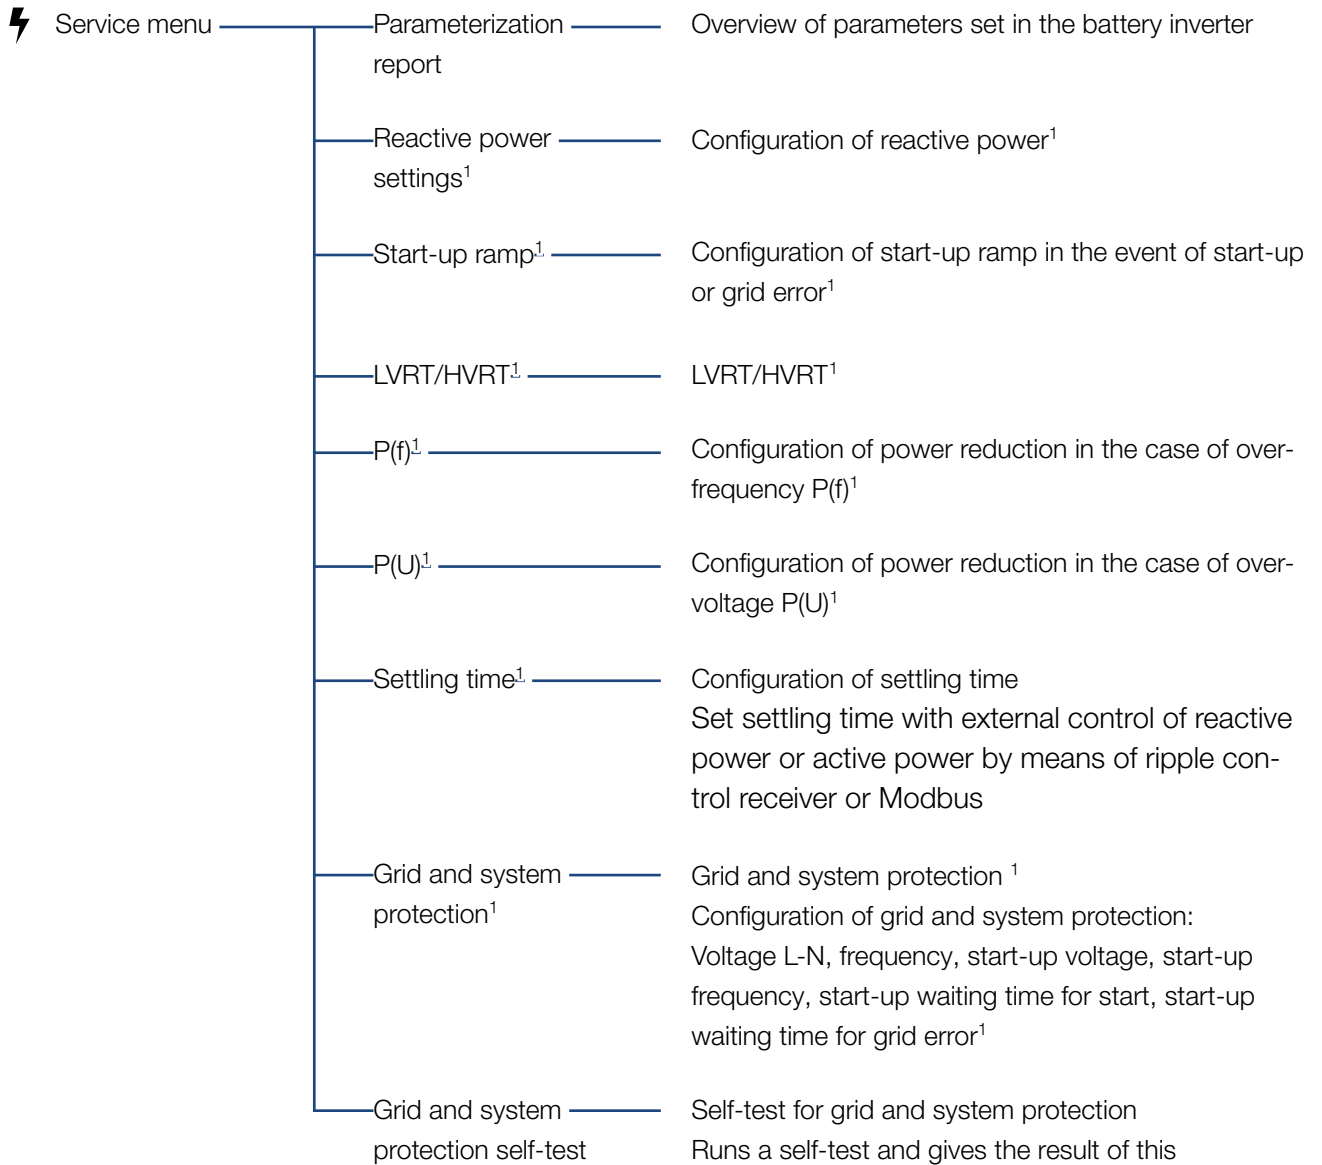 Service menu
Parameterization
report
Overview of parameters set in the battery inverter
Reactive power
settings1
Configuration of reactive power1
Start-up ramp1
Configuration of start-up ramp in the event of start-up
or grid error1
LVRT/HVRT1
LVRT/HVRT1
P(f)1
Configuration of power reduction in the case of over-
frequency P(f)1
P(U)1
Configuration of power reduction in the case of over-
voltage P(U)1
Settling time1
Configuration of settling time
Set settling time with external control of reactive
power or active power by means of ripple con-
trol receiver or Modbus
Grid and system
protection1
Grid and system protection 1
Configuration of grid and system protection:
Voltage L-N, frequency, start-up voltage, start-up
frequency, start-up waiting time for start, start-up
waiting time for grid error1
Grid and system
protection self-test
Self-test for grid and system protection
Runs a self-test and gives the result of this